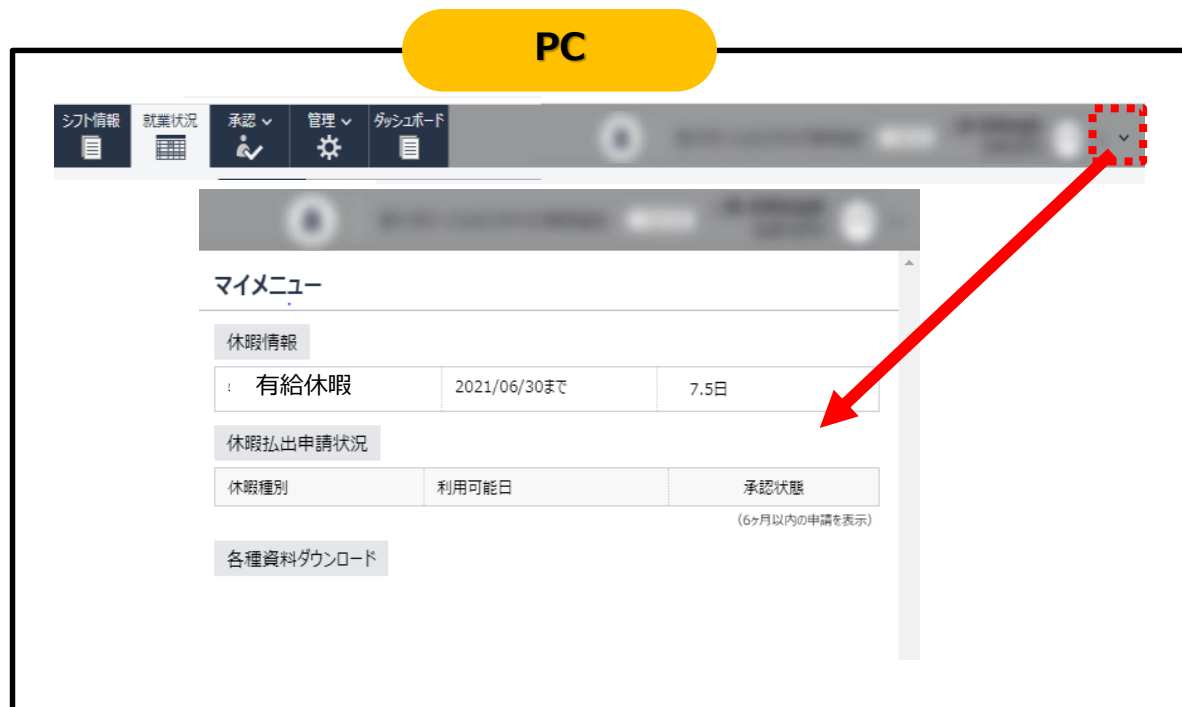 PC
シフト情報 就業状況 承認 管理 ダッシュボード
マイメニュー
休暇情報
有給休暇 2021/06/30まで 7.5日
休暇払出申請状況
休暇種別 利用可能日 承認状態
(6ヶ月以内の申請を表示)
各種資料ダウンロード